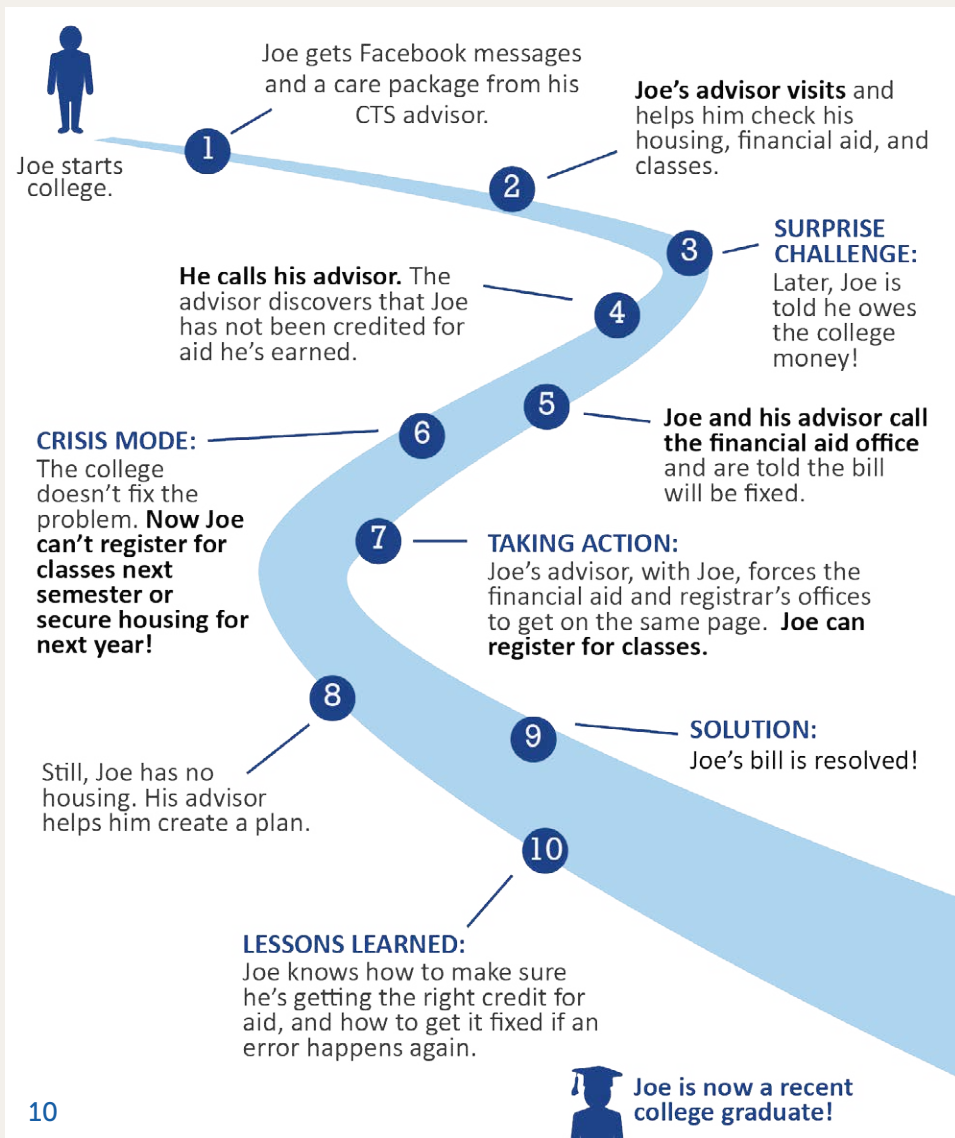 Joe starts
college.
1
Joe gets Facebook messages
and a care package from his
CTS advisor.
2
Joe’s advisor visits and
helps him check his
housing, financial aid, and
classes.
3
SURPRISE
CHALLENGE:
Later, Joe is
told he owes
the college
money!
4
He calls his advisor. The
advisor discovers that Joe
has not been credited for
aid he’s earned.
5
Joe and his advisor call
the financial aid office
and are told the bill
will be fixed.
6
CRISIS MODE:
The college
doesn’t fix the
problem. Now Joe
can’t register for
classes next
semester or
secure housing for
next year!
7
TAKING ACTION:
Joe’s advisor, with Joe, forces the
financial aid and registrar’s offices
to get on the same page. Joe can
register for classes.
8
Still, Joe has no
housing. His advisor
helps him create a plan.
9
SOLUTION:
Joe’s bill is resolved!
10
LESSONS LEARNED:
Joe knows how to make sure
he’s getting the right credit for
aid, and how to get it fixed if an
error happens again.
Joe is now a recent
college graduate!
10